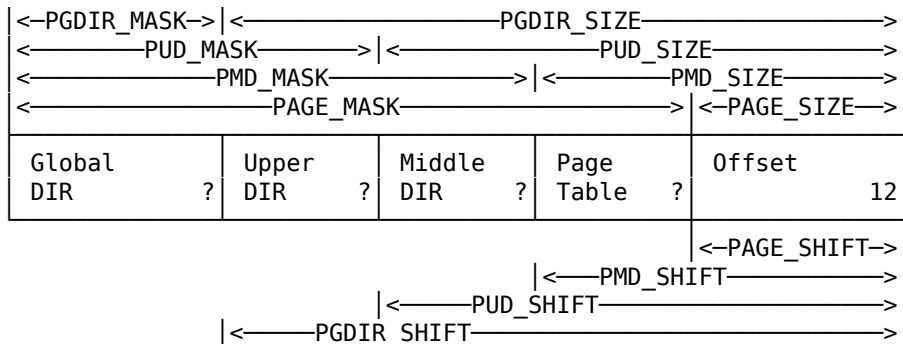 |<—PGDIR_MASK—>|<—————————PGDIR_SIZE—————————>
|<————PUD_MASK————>|<———————PUD_SIZE———————>
|<——————PMD_MASK——————>|<————PMD_SIZE————>
|<————————PAGE_MASK————————>|<—PAGE_SIZE—>
Global Upper Middle Page Offset
DIR ? DIR ? DIR ? Table ? 12
|<—PAGE_SHIFT—>
|<———PMD_SHIFT————————>
|<—————PUD_SHIFT——————————>
|<————PGDIR_SHIFT——————————————>